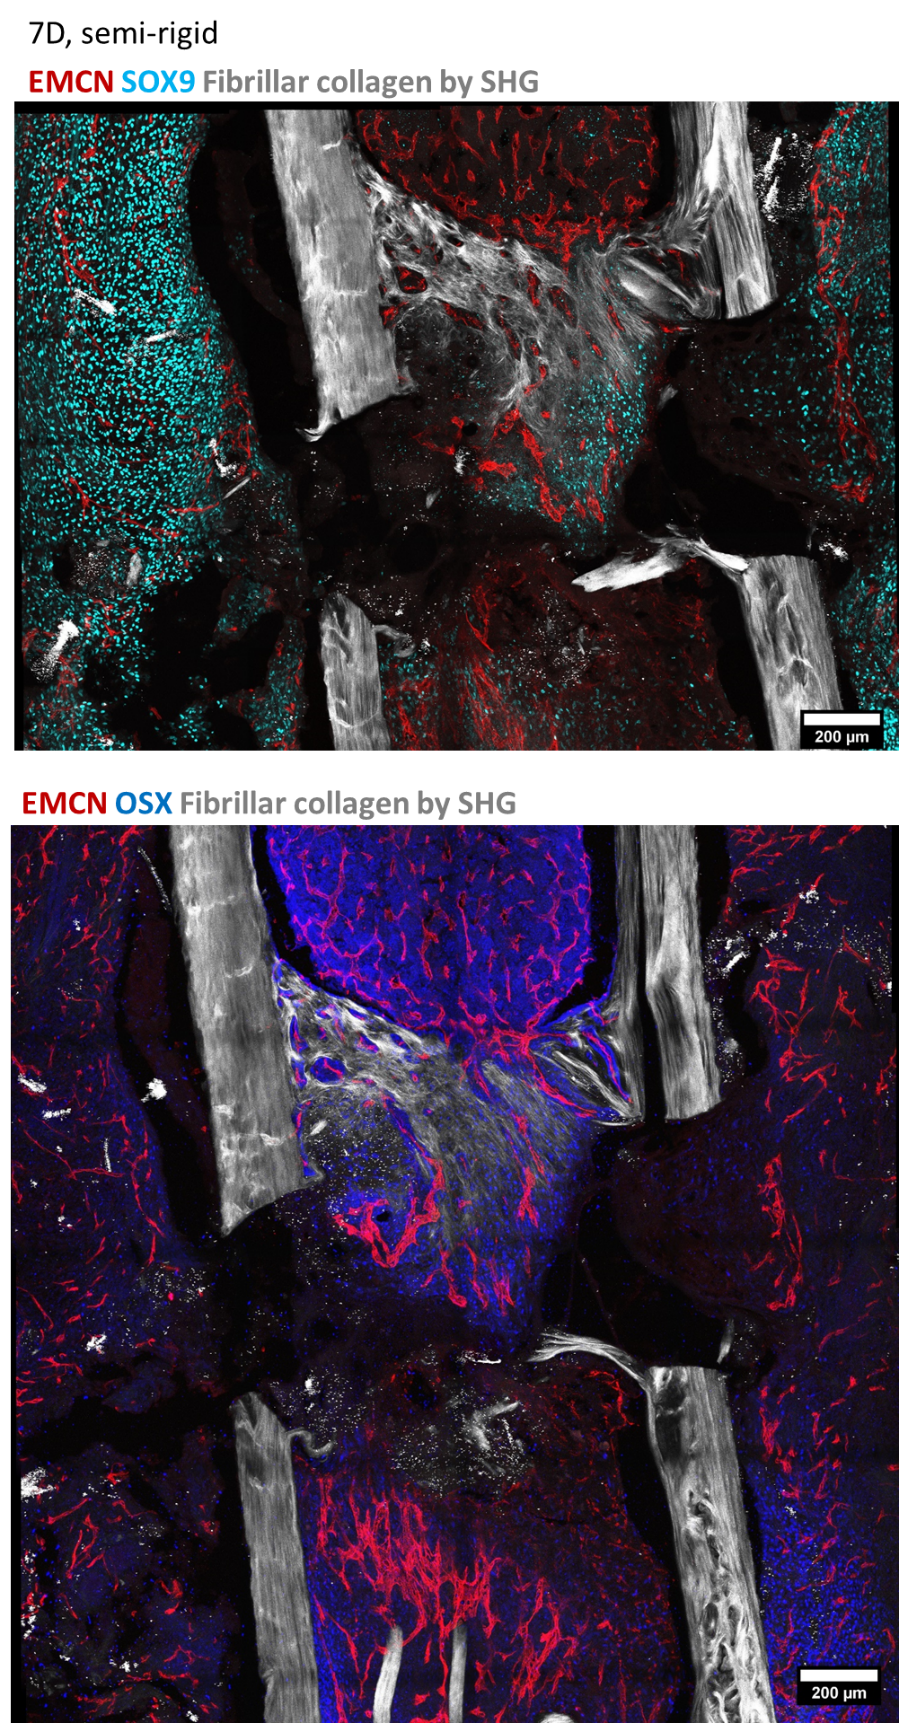 7D, semi-rigid
EMCN SOX9 Fibrillar collagen by SHG
200 µm
EMCN OSX Fibrillar collagen by SHG
200 µm